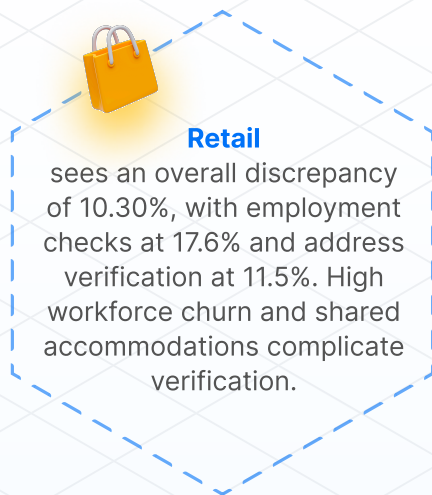 Retail
sees an overall discrepancy
of 10.30%, with employment
checks at 17.6% and address
verification at 11.5%. High
workforce churn and shared
accommodations complicate
verification.